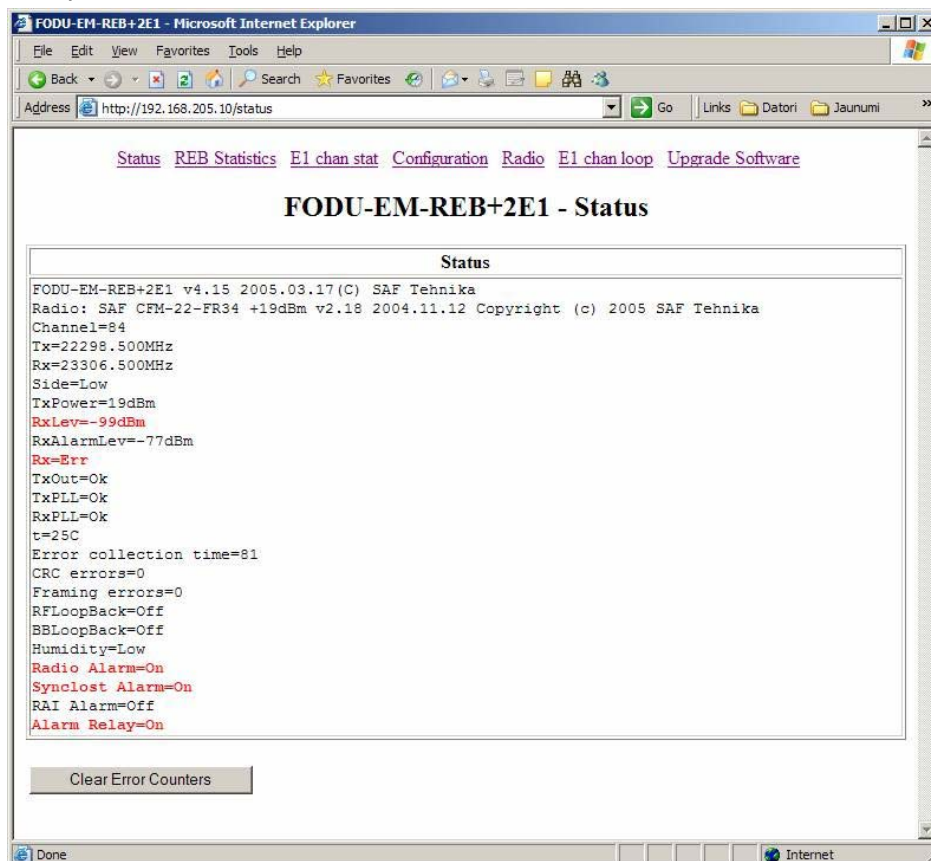 FODU-EM-REB+2E1 - Microsoft Internet Explorer
File Edit View Favorites Tools Help
Back Search Favorites
Address http://192.168.205.10/status Go Links Datori Jaunumi »
Status REB Statistics E1 chan stat Configuration Radio E1 chan loop Upgrade Software
FODU-EM-REB+2E1 - Status
Status
FODU-EM-REB+2E1 v4.15 2005.03.17(C) SAF Tehnika
Radio: SAF CFM-22-FR34 +19dBm v2.18 2004.11.12 Copyright (c) 2005 SAF Tehnika
Channel=84
Tx=22298.500MHz
Rx=23306.500MHz
Side=Low
TxPower=19dBm
RxLev=-99dBm
RxAlarmLev=-77dBm
Rx=Err
TxOut=Ok
TxPLL=Ok
RxPLL=Ok
t=25C
Error collection time=81
CRC errors=0
Framing errors=0
RFLoopBack=Off
BBLoopBack=Off
Humidity=Low
Radio Alarm=On
Synclost Alarm=On
RAI Alarm=Off
Alarm Relay=On
Clear Error Counters
Done Internet